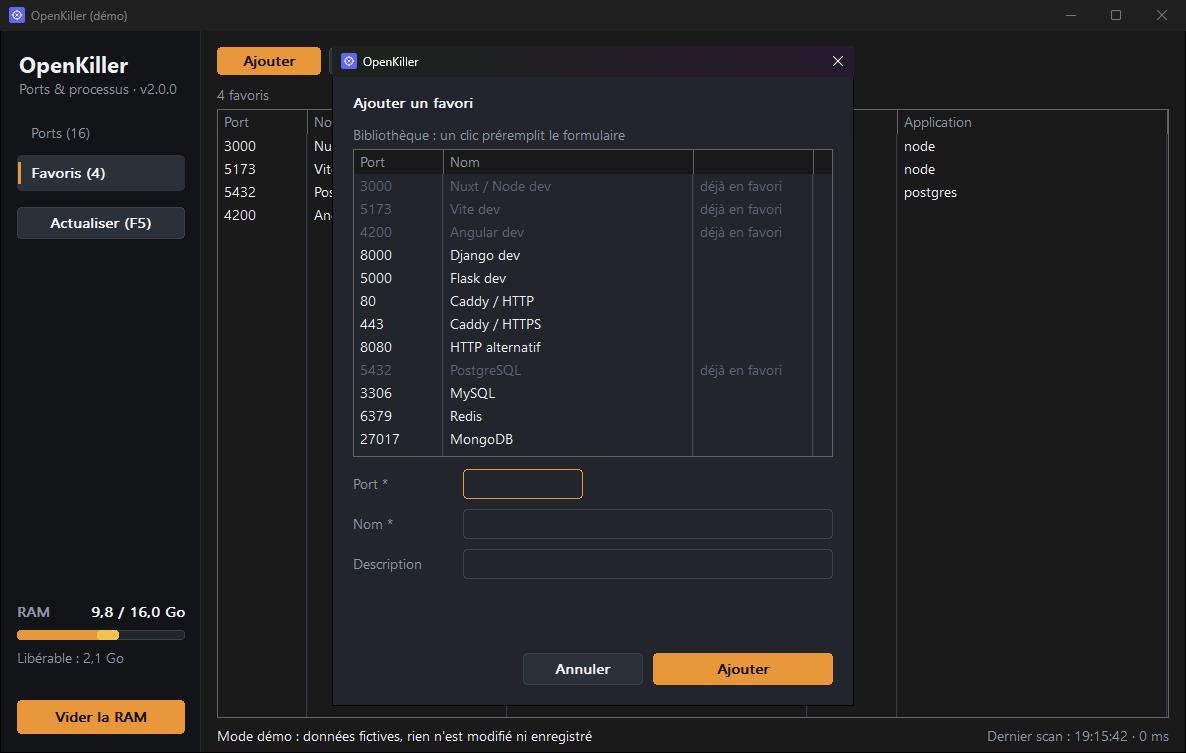 OpenKiller (démo)
OpenKiller
Ports & processus · v2.0.0
Ports (16)
Favoris (4)
Actualiser (F5)
RAM 9,8 / 16,0 Go
Libérable : 2,1 Go
Vider la RAM
Ajouter
4 favoris
Port No Application
3000 Nu node
5173 Vit node
5432 Pos postgres
4200 An
OpenKiller
Ajouter un favori
Bibliothèque : un clic préremplit le formulaire
Port Nom
3000 Nuxt / Node dev déjà en favori
5173 Vite dev déjà en favori
4200 Angular dev déjà en favori
8000 Django dev
5000 Flask dev
80 Caddy / HTTP
443 Caddy / HTTPS
8080 HTTP alternatif
5432 PostgreSQL déjà en favori
3306 MySQL
6379 Redis
27017 MongoDB
Port *
Nom *
Description
Annuler Ajouter
Mode démo : données fictives, rien n'est modifié ni enregistré
Dernier scan : 19:15:42 · 0 ms